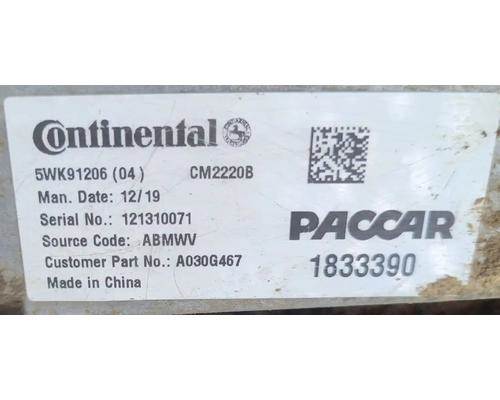 Continental
5WK91206 (04) CM2220B
Man. Date: 12/19
Serial No.: 121310071
Source Code: ABMWV
Customer Part No.: A030G467
Made in China
PACCAR
1833390